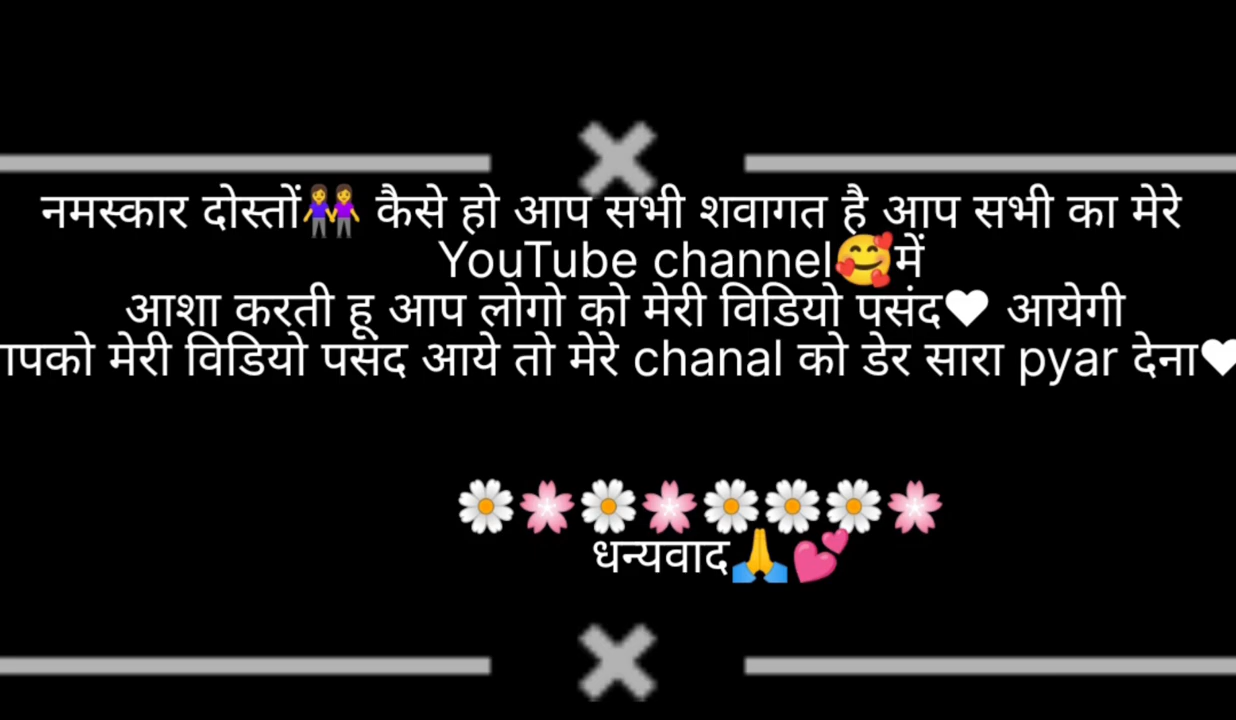 नमस्कार दोस्तों👭 कैसे हो आप सभी शवागत है आप सभी का मेरे
YouTube channel🥰में
आशा करती हू आप लोगो को मेरी विडियो पसंद❤ आयेगी
मेरी विडियो पसंद आये तो मेरे chanal को डेर सारा pyar देना❤
🌼🌸🌼🌸🌼🌼🌼🌸
धन्यवाद🙏💕